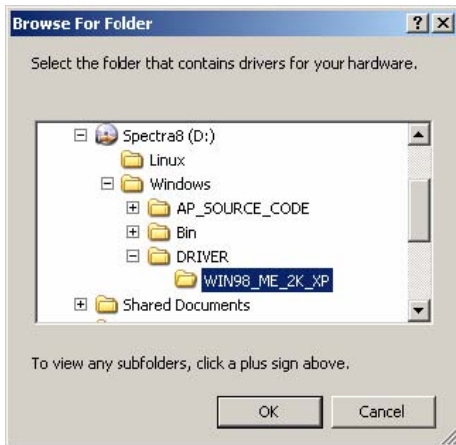 Browse For Folder
Select the folder that contains drivers for your hardware.
Spectra8 (D:)
Linux
Windows
AP_SOURCE_CODE
Bin
DRIVER
WIN98_ME_2K_XP
Shared Documents
To view any subfolders, click a plus sign above.
OK Cancel